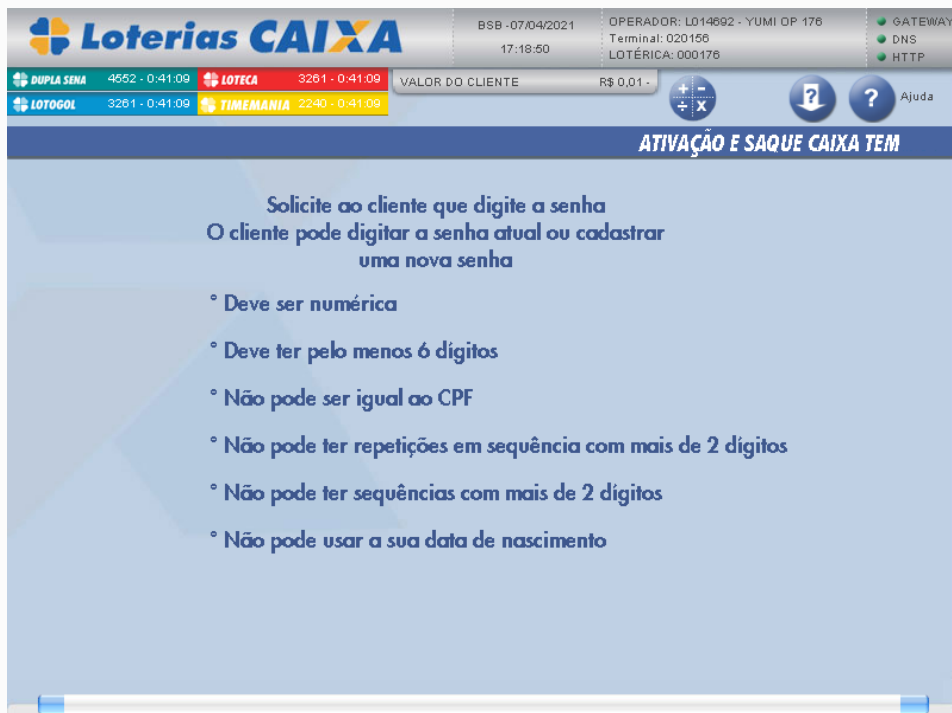 Loterias CAIXA
BSB - 07/04/2021
17:18:50
OPERADOR: L014692 - YUMI OP 176
Terminal: 020156
LOTÉRICA: 000176
GATEWAY
DNS
HTTP
DUPLA SENA 4552 - 0:41:09
LOTECA 3261 - 0:41:09
LOTOGOL 3261 - 0:41:09
TIMEMANIA 2240 - 0:41:09
VALOR DO CLIENTE R$ 0,01 -
Ajuda
ATIVAÇÃO E SAQUE CAIXA TEM
Solicite ao cliente que digite a senha
O cliente pode digitar a senha atual ou cadastrar
uma nova senha
° Deve ser numérica
° Deve ter pelo menos 6 dígitos
° Não pode ser igual ao CPF
° Não pode ter repetições em sequência com mais de 2 dígitos
° Não pode ter sequências com mais de 2 dígitos
° Não pode usar a sua data de nascimento